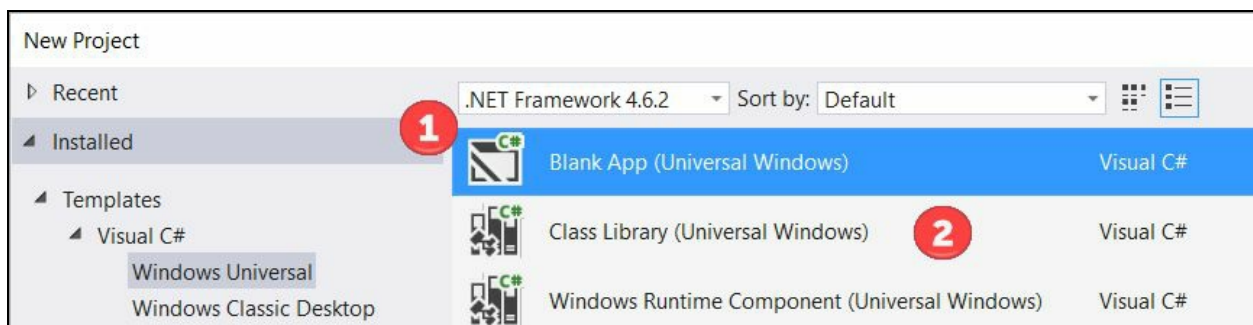 New Project
Recent
Installed
Templates
Visual C#
Windows Universal
Windows Classic Desktop
.NET Framework 4.6.2 Sort by: Default
1
C# Blank App (Universal Windows) Visual C#
C# Class Library (Universal Windows) 2 Visual C#
C# Windows Runtime Component (Universal Windows) Visual C#